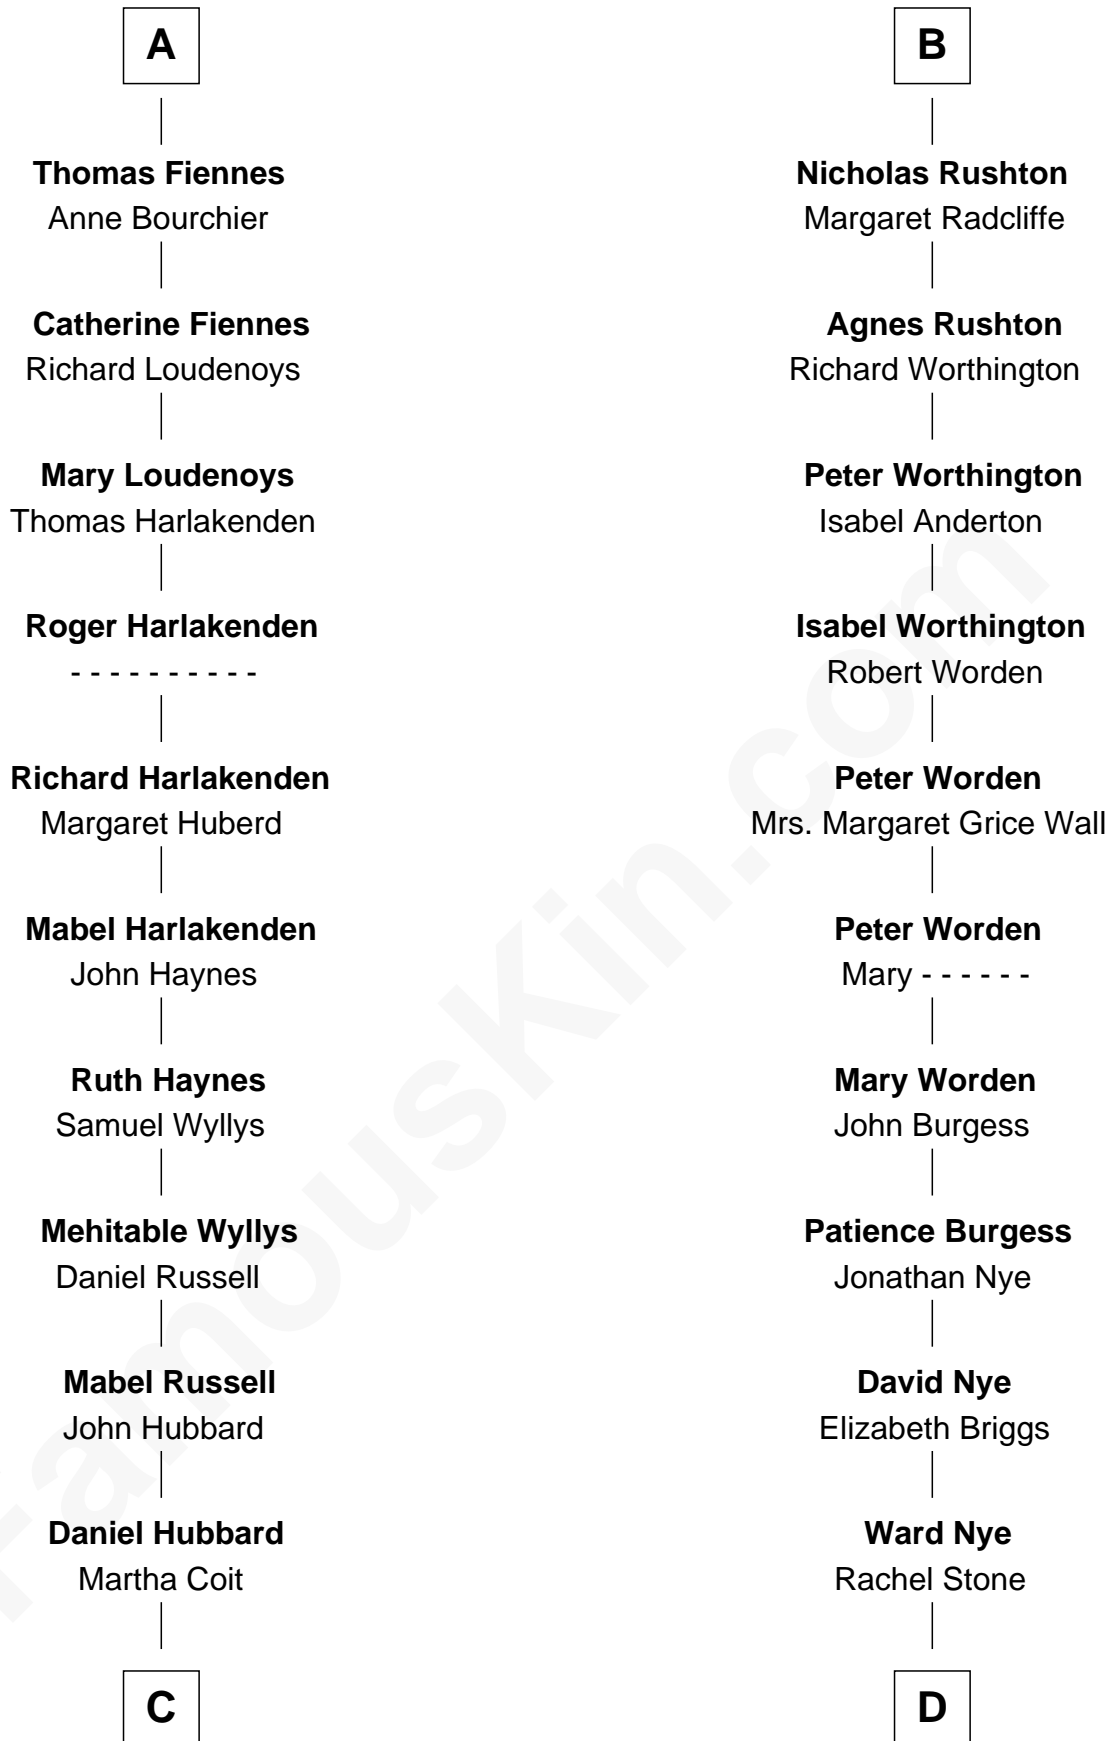 A
Thomas Fiennes
Anne Bourchier
Catherine Fiennes
Richard Loudenoys
Mary Loudenoys
Thomas Harlakenden
Roger Harlakenden
- - - - - - - - - -
Richard Harlakenden
Margaret Huberd
Mabel Harlakenden
John Haynes
Ruth Haynes
Samuel Wyllys
Mehitable Wyllys
Daniel Russell
Mabel Russell
John Hubbard
Daniel Hubbard
Martha Coit
C
B
Nicholas Rushton
Margaret Radcliffe
Agnes Rushton
Richard Worthington
Peter Worthington
Isabel Anderton
Isabel Worthington
Robert Worden
Peter Worden
Mrs. Margaret Grice Wall
Peter Worden
Mary - - - - - -
Mary Worden
John Burgess
Patience Burgess
Jonathan Nye
David Nye
Elizabeth Briggs
Ward Nye
Rachel Stone
D
FamousKin.com